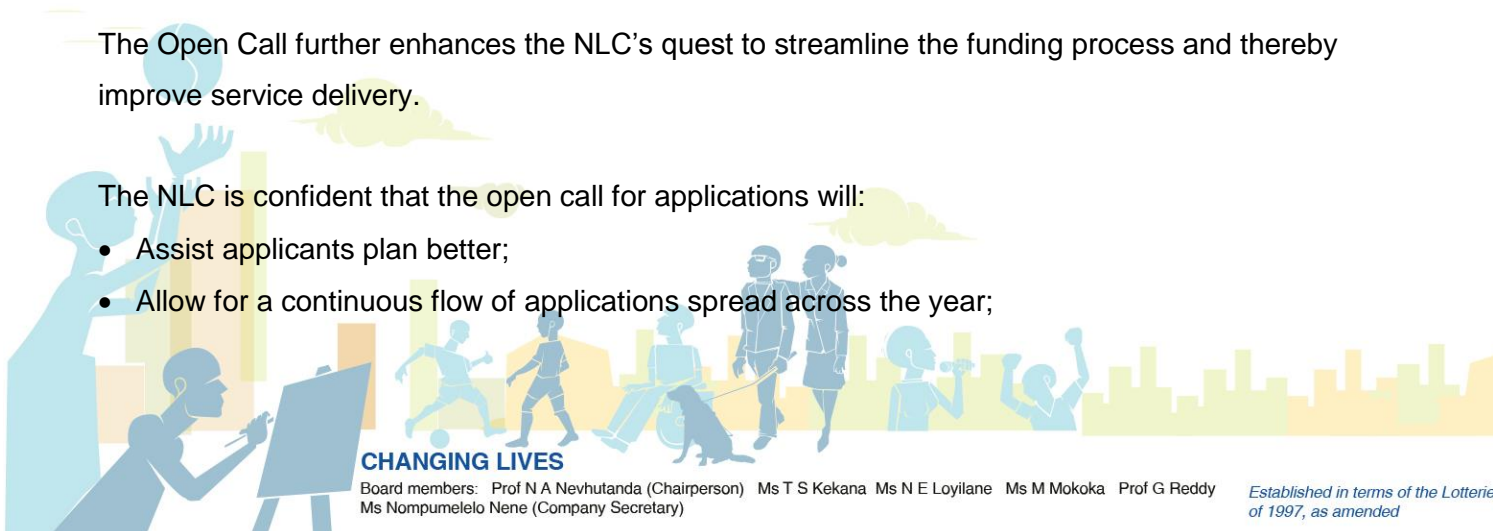 The Open Call further enhances the NLC's quest to streamline the funding process and thereby
improve service delivery.
The NLC is confident that the open call for applications will:
• Assist applicants plan better;
• Allow for a continuous flow of applications spread across the year;
CHANGING LIVES
Board members: Prof N A Nevhutanda (Chairperson) Ms T S Kekana Ms N E Loyilane Ms M Mokoka Prof G Reddy
Ms Nompumelelo Nene (Company Secretary)
Established in terms of the
of 1997, as amended